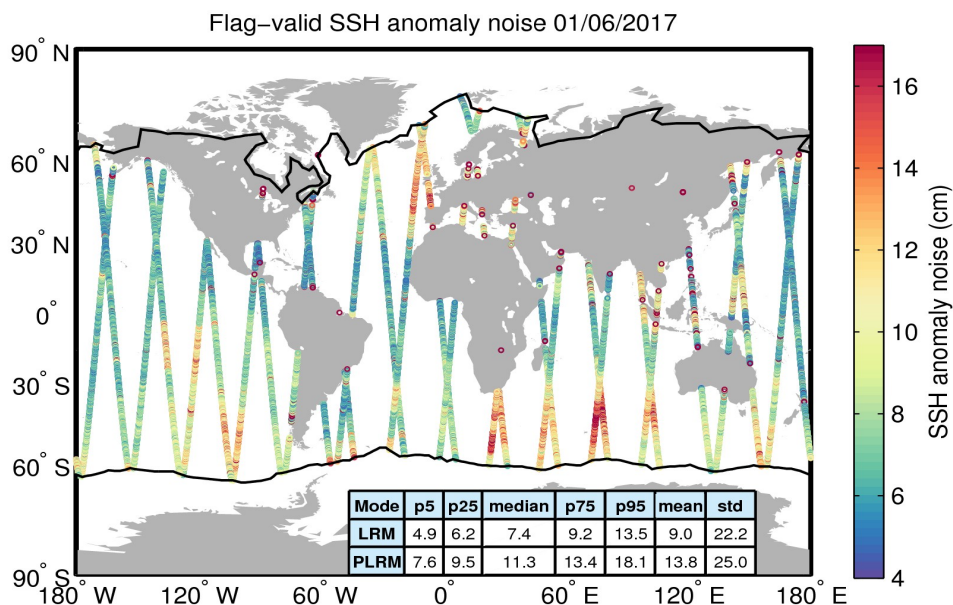 Flag−valid SSH anomaly noise 01/06/2017
90° N
60° N
30° N
0°
30° S
60° S
90° S
180° W
120° W
60° W
0°
60° E
120° E
180° E
Mode p5 p25 median p75 p95 mean std
LRM 4.9 6.2 7.4 9.2 13.5 9.0 22.2
PLRM 7.6 9.5 11.3 13.4 18.1 13.8 25.0
16
14
12
10
8
6
4
SSH anomaly noise (cm)